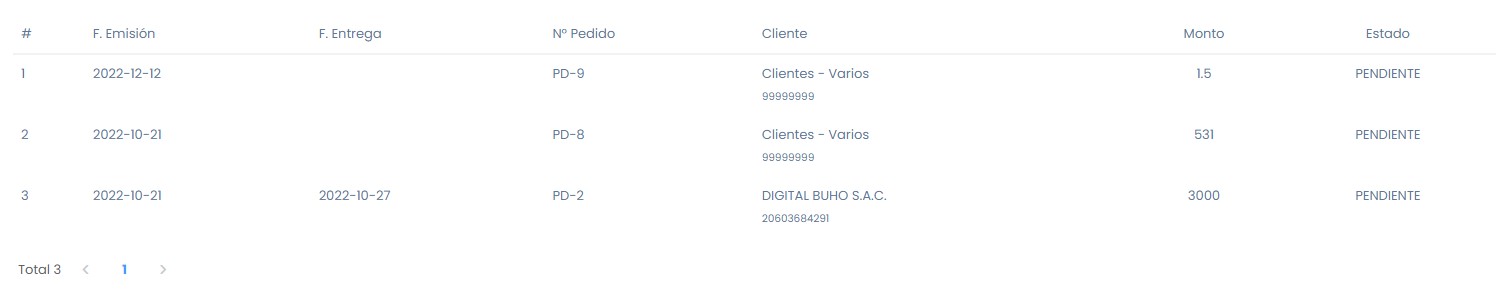 # F. Emisión F. Entrega Nº Pedido Cliente Monto Estado
1 2022-12-12 PD-9 Clientes - Varios 1.5 PENDIENTE
99999999
2 2022-10-21 PD-8 Clientes - Varios 531 PENDIENTE
99999999
3 2022-10-21 2022-10-27 PD-2 DIGITAL BUHO S.A.C. 3000 PENDIENTE
20603684291
Total 3 < 1 >